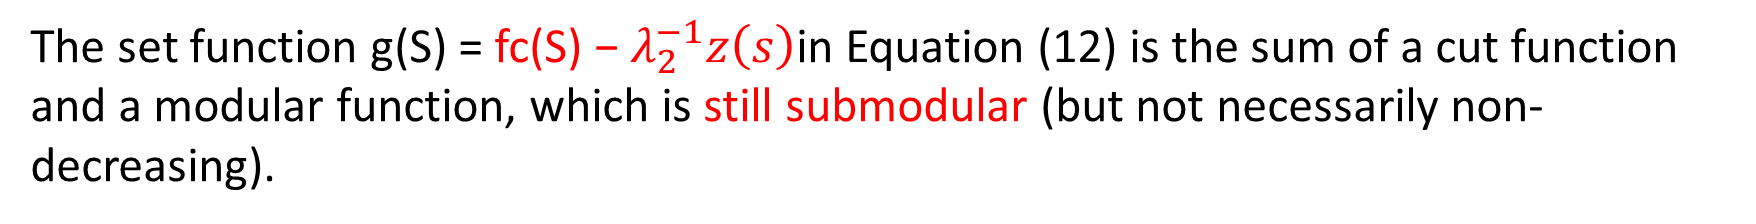 The set function g(S) = fc(S) – λ₂⁻¹z(s)in Equation (12) is the sum of a cut function
and a modular function, which is still submodular (but not necessarily non-
decreasing).